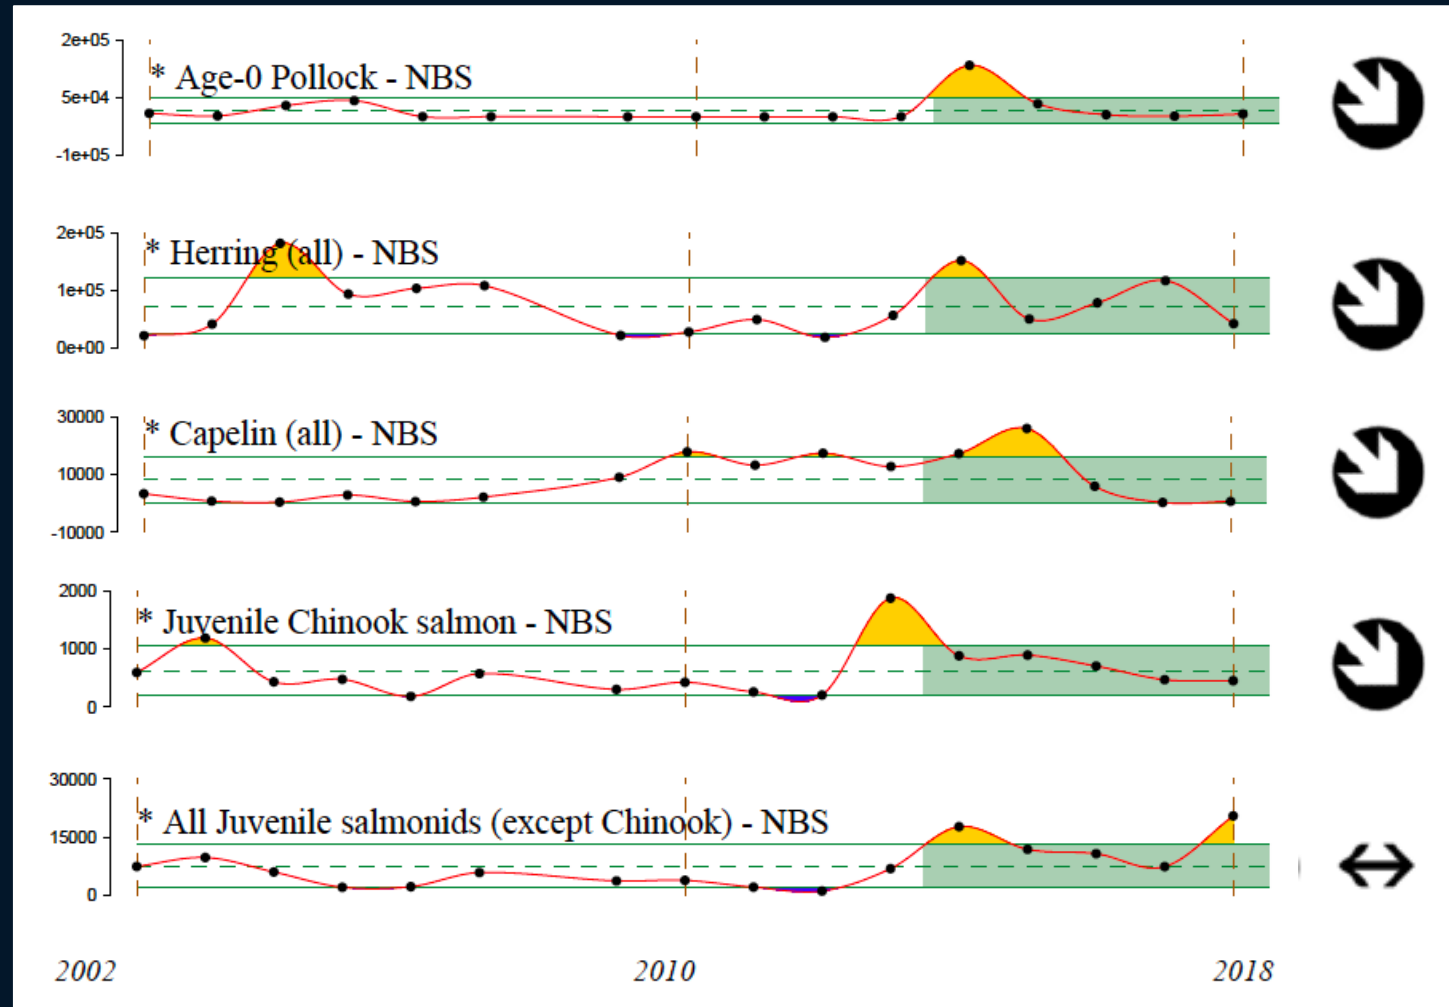 2e+05
* Age-0 Pollock - NBS
5e+04
-1e+05
2e+05
* Herring (all) - NBS
1e+05
0e+00
30000
* Capelin (all) - NBS
10000
-10000
2000
* Juvenile Chinook salmon - NBS
1000
0
30000
* All Juvenile salmonids (except Chinook) - NBS
15000
0
2002 2010 2018